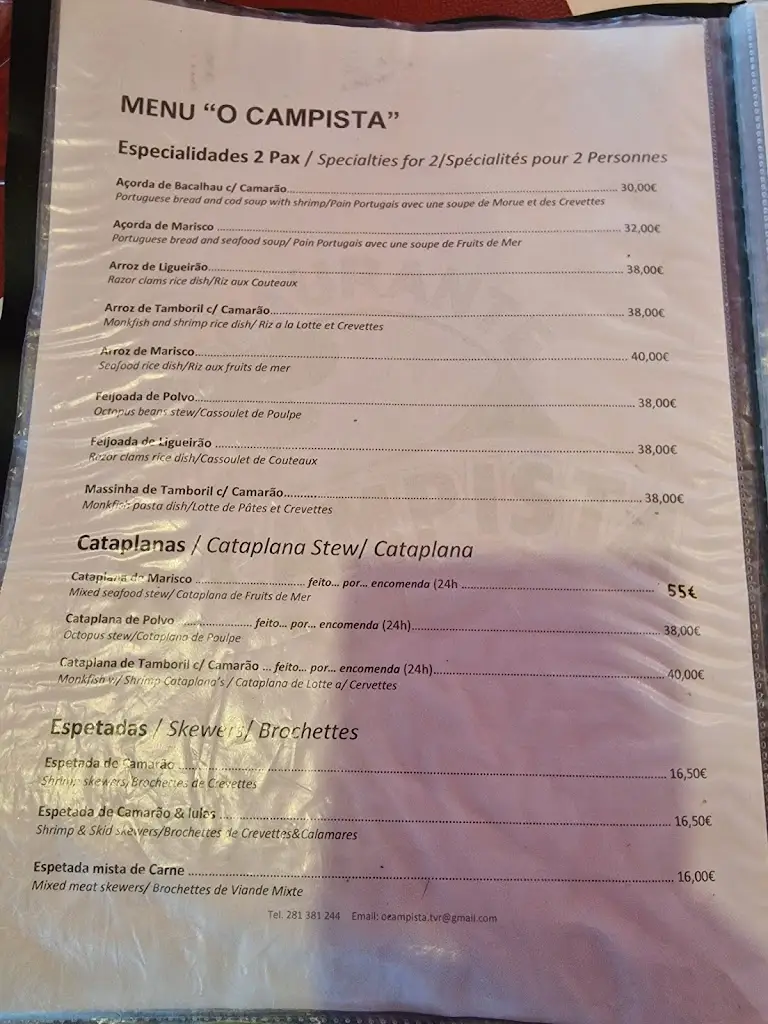 MENU “O CAMPISTA”
Especialidades 2 Pax / Specialties for 2/Spécialités pour 2 Personnes
Açorda de Bacalhau c/ Camarão........ 30,00€
Portuguese bread and cod soup with shrimp/Pain Portugais avec une soupe de Morue et des Crevettes
Açorda de Marisco........ 32,00€
Portuguese bread and seafood soup/ Pain Portugais avec une soupe de Fruits de Mer
Arroz de Ligueirão........ 38,00€
Razor clams rice dish/Riz aux Couteaux
Arroz de Tamboril c/ Camarão........ 38,00€
Monkfish and shrimp rice dish/ Riz a la Lotte et Crevettes
Arroz de Marisco........ 40,00€
Seafood rice dish/Riz aux fruits de mer
Feijoada de Polvo........ 38,00€
Octopus beans stew/Cassoulet de Poulpe
Feijoada de Ligueirão ........ 38,00€
Razor clams rice dish/Cassoulet de Couteaux
Massinha de Tamboril c/ Camarão........ 38,00€
Monkfish pasta dish/Lotte de Pâtes et Crevettes
Cataplanas / Cataplana Stew/ Cataplana
Cataplana de Marisco ........ feito... por... encomenda (24h ........ 55€
Mixed seafood stew/ Cataplana de Fruits de Mer
Cataplana de Polvo ........ feito... por... encomenda (24h)........ 38,00€
Octopus stew/Cataplana de Poulpe
Cataplana de Tamboril c/ Camarão ... feito... por... encomenda (24h)........ 40,00€
Monkfish w/ Shrimp Cataplana's / Cataplana de Lotte a/ Cervettes
Espetadas / Skewers/ Brochettes
Espetada de Camarão ........ 16,50€
Shrimp skewers/Brochettes de Crevettes
Espetada de Camarão & lulas ........ 16,50€
Shrimp & Skid skewers/Brochettes de Crevettes&Calamares
Espetada mista de Carne ........ 16,00€
Mixed meat skewers/ Brochettes de Viande Mixte
Tel. 281 381 244 Email: ocampista.tvr@gmail.com